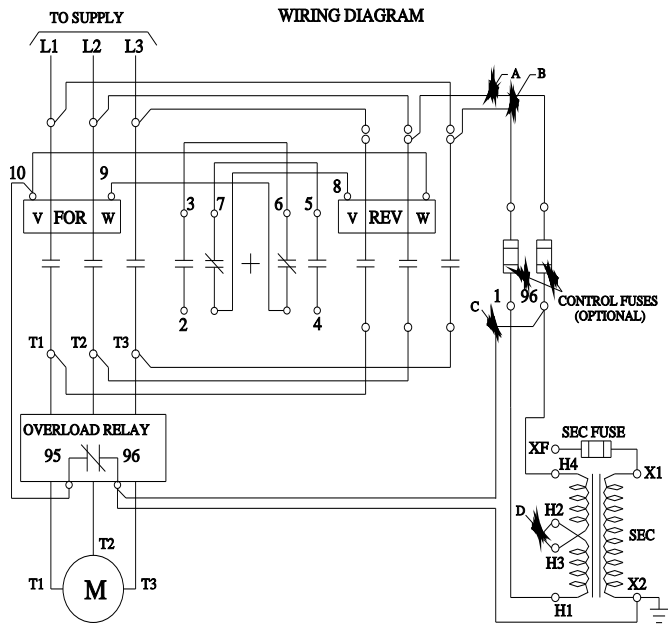 WIRING DIAGRAM
TO SUPPLY
L1 L2 L3
A B
10 9 3 7 6 5 8
V FOR W
V REV W
1 96
CONTROL FUSES
(OPTIONAL)
C
2 4
T1 T2 T3
OVERLOAD RELAY
95 96
SEC FUSE
XF
H4 X1
D H2
SEC
H3
T2
T1 M T3
X2
H1